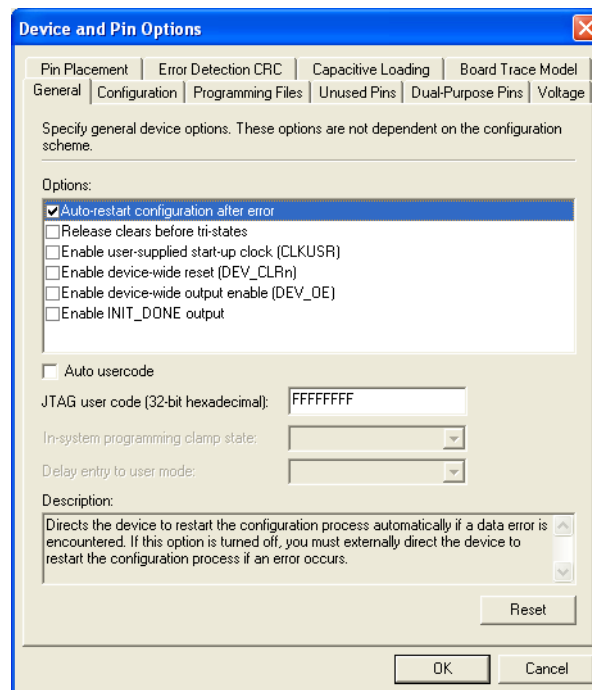 Device and Pin Options
Pin Placement
Error Detection CRC
Capacitive Loading
Board Trace Model
General
Configuration
Programming Files
Unused Pins
Dual-Purpose Pins
Voltage
Specify general device options. These options are not dependent on the configuration
scheme.
Options:
Auto-restart configuration after error
Release clears before tri-states
Enable user-supplied start-up clock (CLKUSR)
Enable device-wide reset (DEV_CLRn)
Enable device-wide output enable (DEV_OE)
Enable INIT_DONE output
Auto usercode
JTAG user code (32-bit hexadecimal): FFFFFFFF
In-system programming clamp state:
Delay entry to user mode:
Description:
Directs the device to restart the configuration process automatically if a data error is
encountered. If this option is turned off, you must externally direct the device to
restart the configuration process if an error occurs.
Reset
OK
Cancel